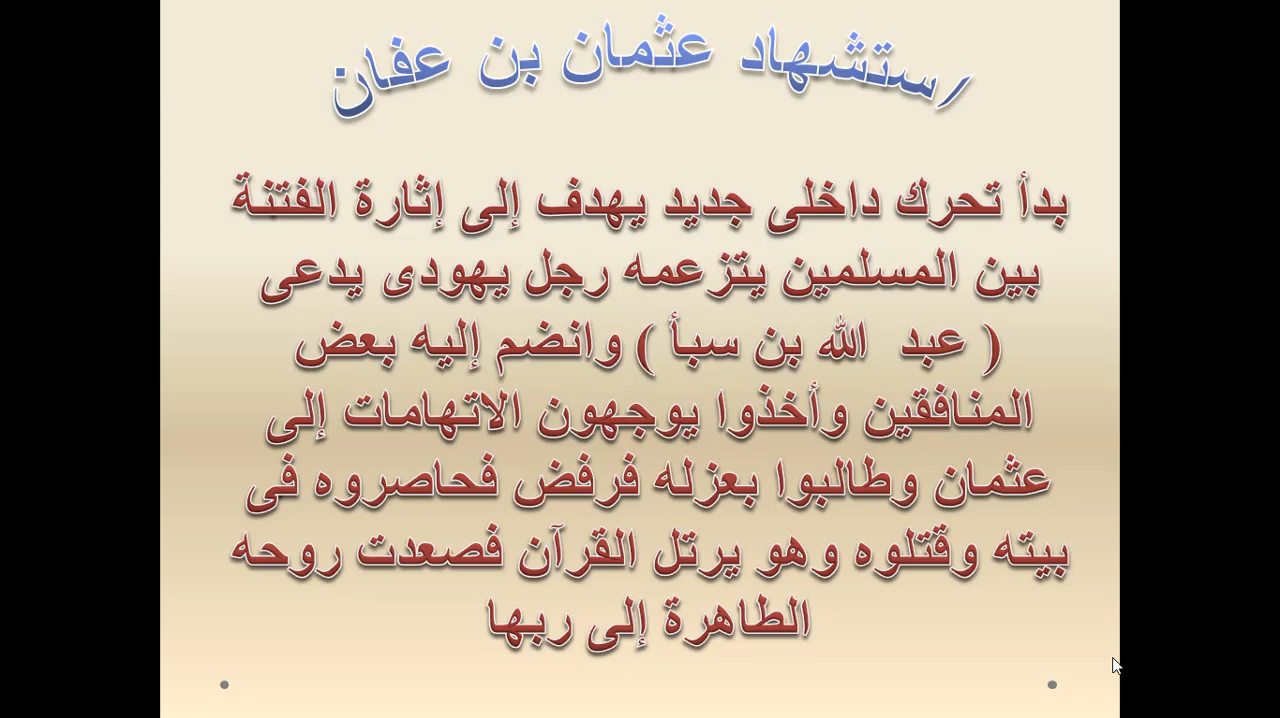 استشهاد عثمان بن عفان
بدأ تحرك داخلى جديد يهدف إلى إثارة الفتنة
بين المسلمين يتزعمه رجل يهودى يدعى
( عبد الله بن سبأ ) وانضم إليه بعض
المنافقين وأخذوا يوجهون الاتهامات إلى
عثمان وطالبوا بعزله فرفض فحاصروه فى
بيته وقتلوه وهو يرتل القرآن فصعدت روحه
الطاهرة إلى ربها